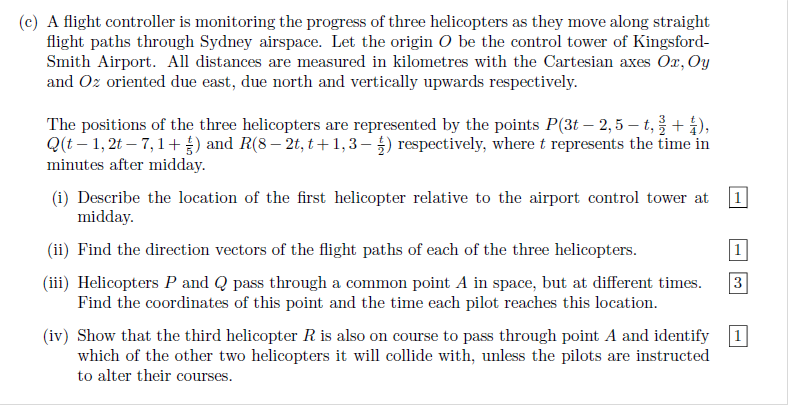 (c) A flight controller is monitoring the progress of three helicopters as they move along straight
flight paths through Sydney airspace. Let the origin O be the control tower of Kingsford-
Smith Airport. All distances are measured in kilometres with the Cartesian axes Ox, Oy
and Oz oriented due east, due north and vertically upwards respectively.
The positions of the three helicopters are represented by the points P(3t − 2, 5 − t, 3/2 + t/4),
Q(t − 1, 2t − 7, 1 + t/5) and R(8 − 2t, t + 1, 3 − t/2) respectively, where t represents the time in
minutes after midday.
(i) Describe the location of the first helicopter relative to the airport control tower at 1
midday.
(ii) Find the direction vectors of the flight paths of each of the three helicopters. 1
(iii) Helicopters P and Q pass through a common point A in space, but at different times. 3
Find the coordinates of this point and the time each pilot reaches this location.
(iv) Show that the third helicopter R is also on course to pass through point A and identify 1
which of the other two helicopters it will collide with, unless the pilots are instructed
to alter their courses.